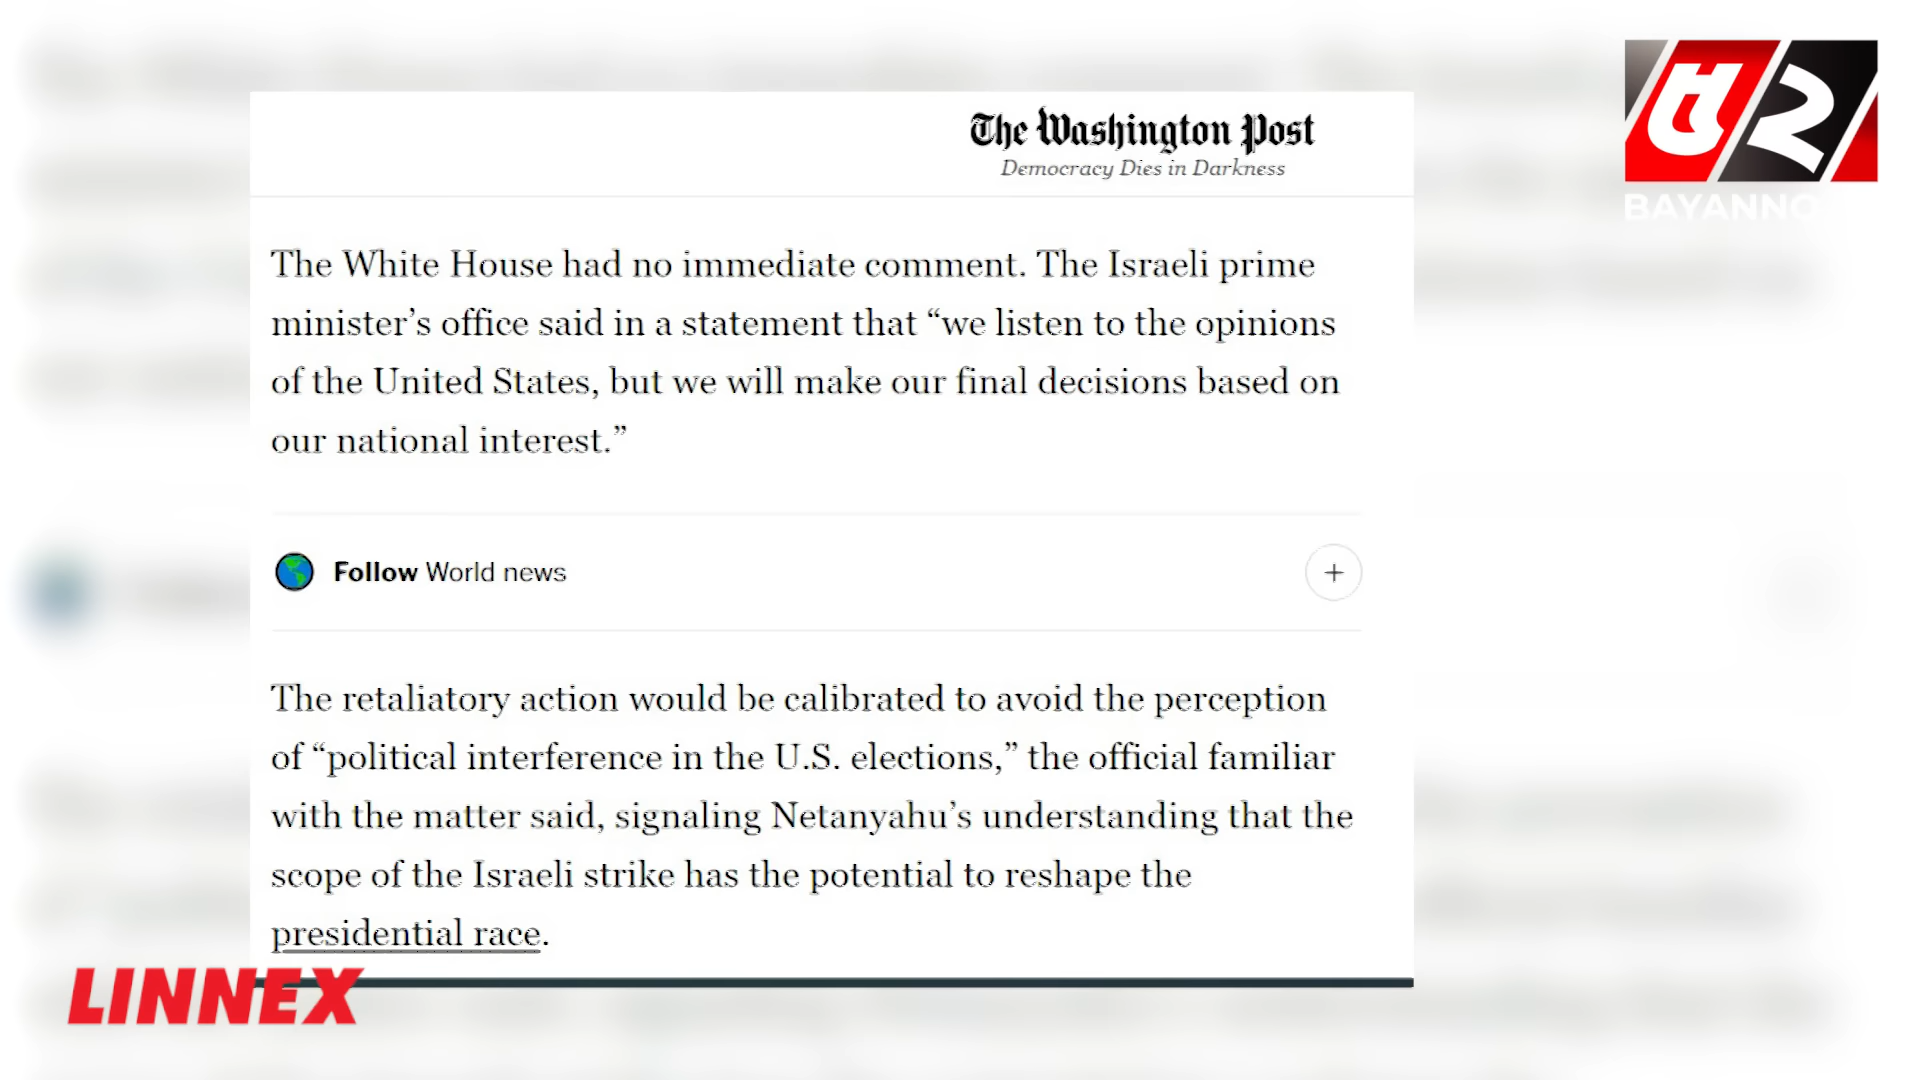 The Washington Post
Democracy Dies in Darkness
The White House had no immediate comment. The Israeli prime
minister’s office said in a statement that “we listen to the opinions
of the United States, but we will make our final decisions based on
our national interest.”
Follow World news
+
The retaliatory action would be calibrated to avoid the perception
of “political interference in the U.S. elections,” the official familiar
with the matter said, signaling Netanyahu’s understanding that the
scope of the Israeli strike has the potential to reshape the
presidential race.
LINNEX
৫২
BAYANNO